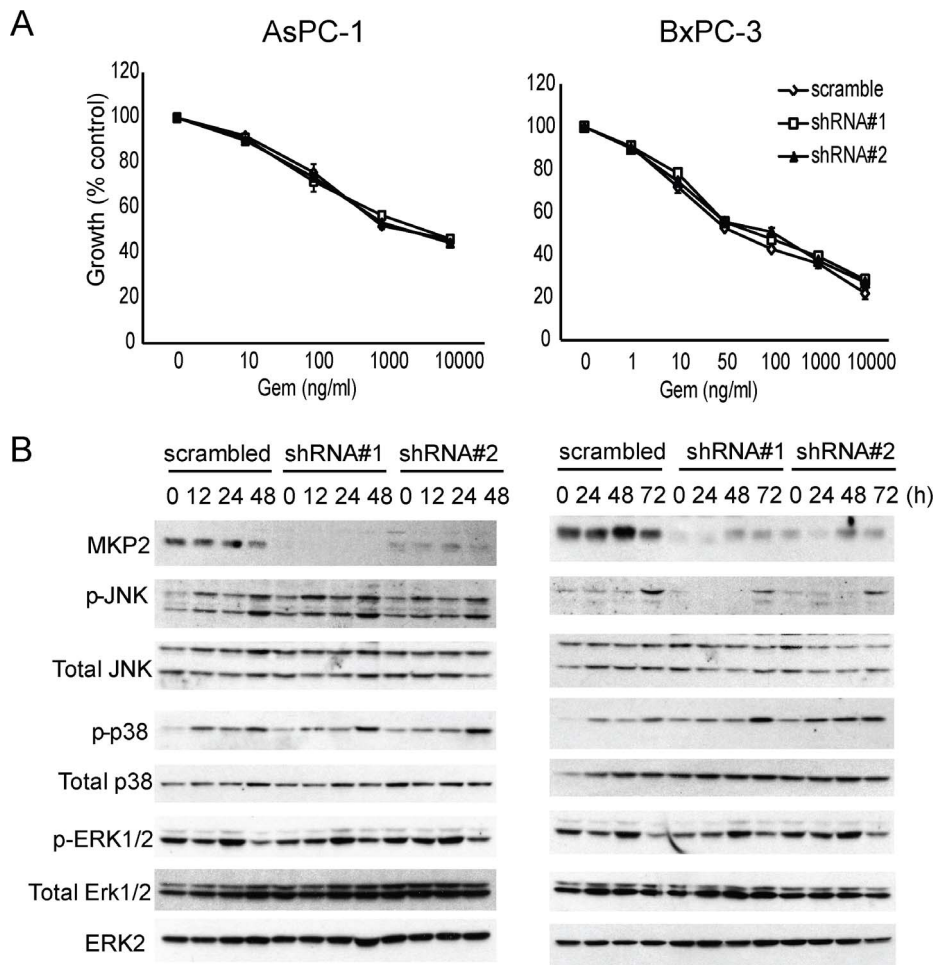 A
AsPC-1
BxPC-3
Growth (% control)
120
100
80
60
40
20
0
0 10 100 1000 10000
Gem (ng/ml)
120
100
80
60
40
20
0
0 1 10 50 100 1000 10000
Gem (ng/ml)
scramble
shRNA#1
shRNA#2
B
scrambled shRNA#1 shRNA#2
0 12 24 48 0 12 24 48 0 12 24 48
scrambled shRNA#1 shRNA#2
0 24 48 72 0 24 48 72 0 24 48 72 (h)
MKP2
p-JNK
Total JNK
p-p38
Total p38
p-ERK1/2
Total Erk1/2
ERK2